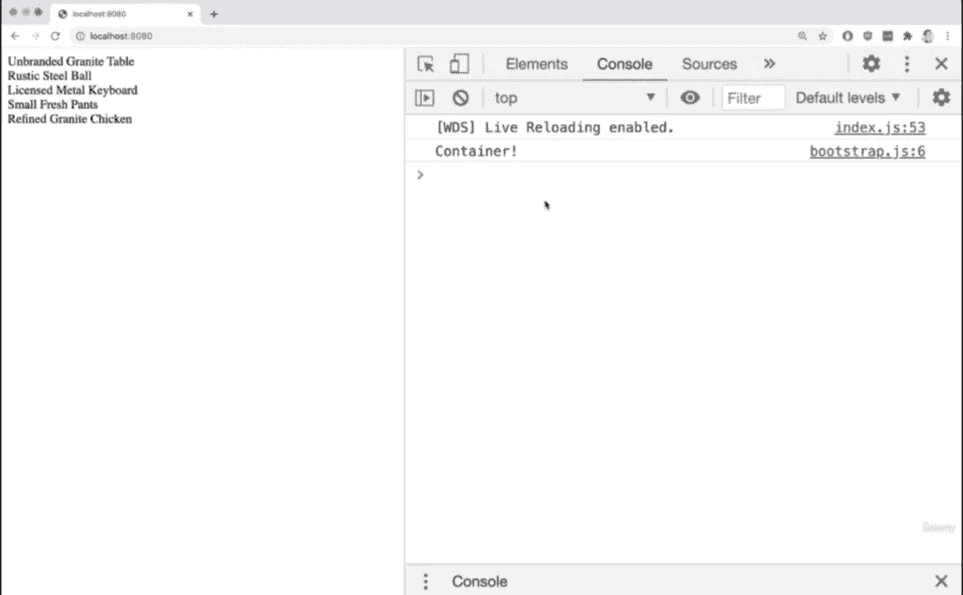 localhost:8080
localhost:8080
Unbranded Granite Table
Rustic Steel Ball
Licensed Metal Keyboard
Small Fresh Pants
Refined Granite Chicken
Elements Console Sources »
top Filter Default levels
[WDS] Live Reloading enabled. index.js:53
Container! bootstrap.js:6
>
Udemy
Console